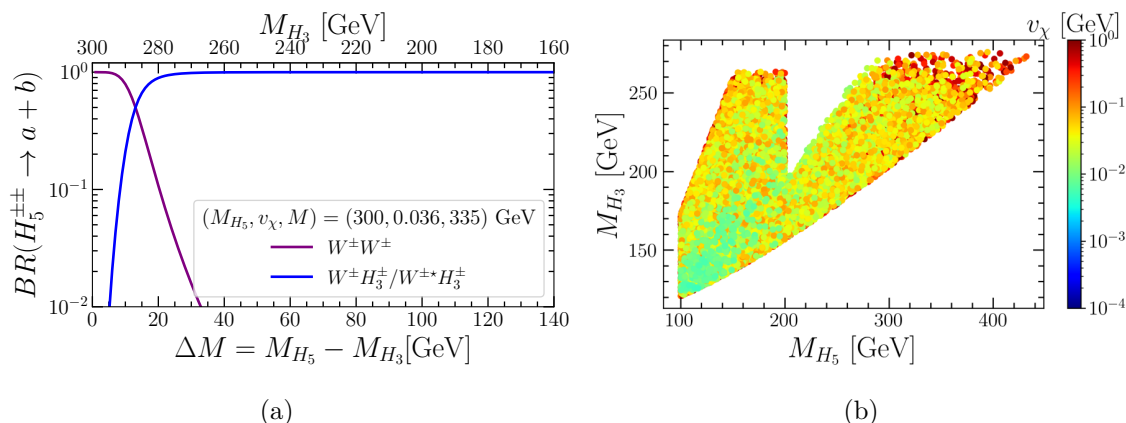 M_{H_3} [GeV]
300 280 260 240 220 200 180 160
10^0
10^{-1}
10^{-2}
BR(H_5^{±±} → a + b)
(M_{H_5}, v_χ, M) = (300, 0.036, 335) GeV
W^±W^±
W^±H_3^±/W^{±⋆}H_3^±
0 20 40 60 80 100 120 140
ΔM = M_{H_5} − M_{H_3}[GeV]
(a)
v_χ [GeV]
M_{H_3} [GeV]
250
200
150
100 200 300 400
M_{H_5} [GeV]
10^0
10^{-1}
10^{-2}
10^{-3}
10^{-4}
(b)